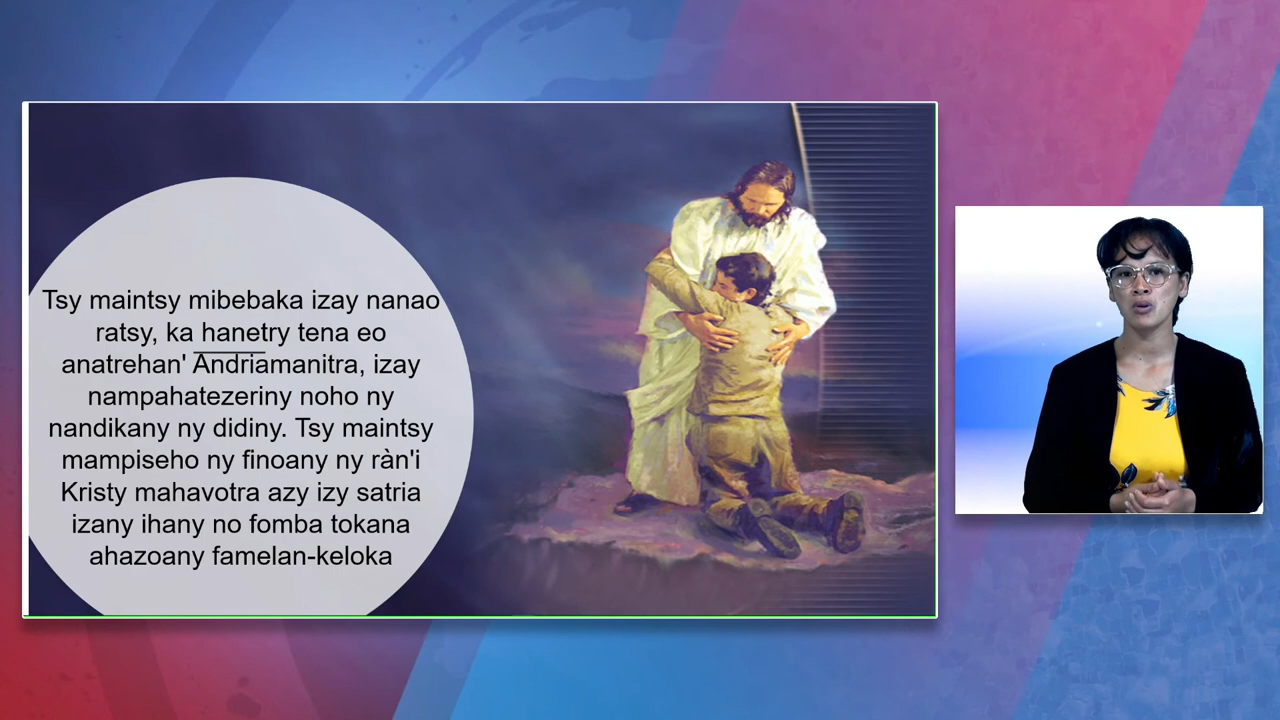 Tsy maintsy mibebaka izay nanao
ratsy, ka hanetry tena eo
anatrehan' Andriamanitra, izay
nampahatezeriny noho ny
nandikany ny didiny. Tsy maintsy
mampiseho ny finoany ny ràn'i
Kristy mahavotra azy izy satria
izany ihany no fomba tokana
ahazoany famelan-keloka